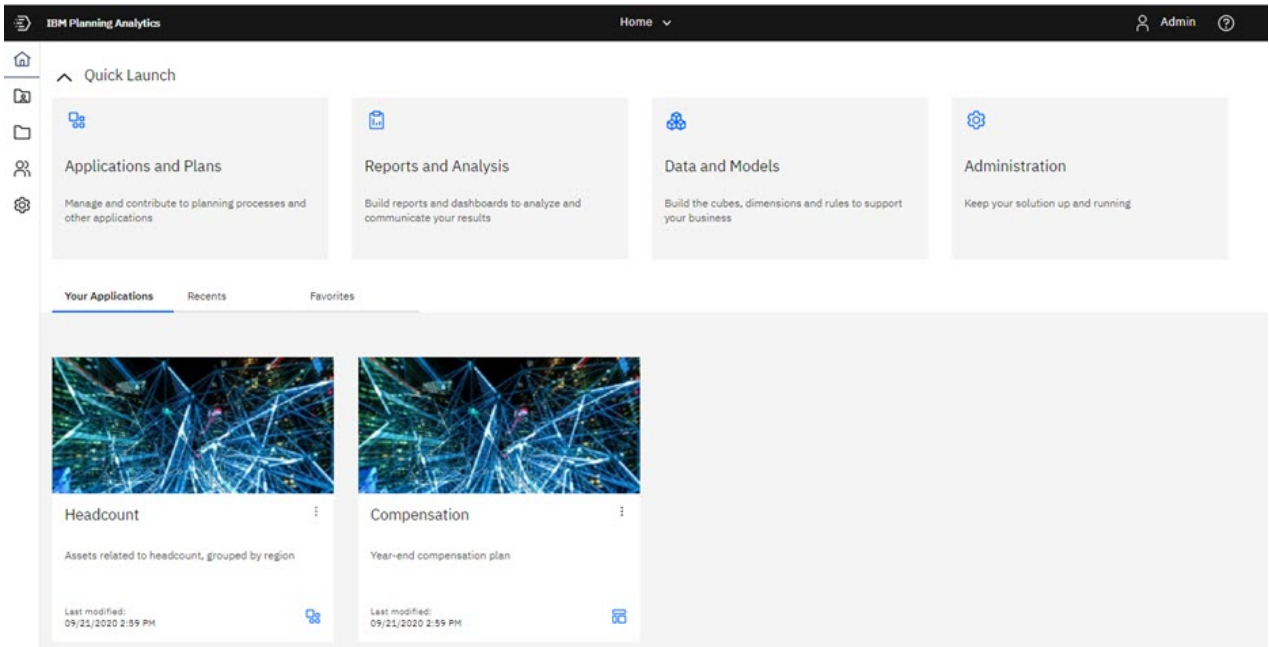 IBM Planning Analytics
Home
Admin
Quick Launch
Applications and Plans
Manage and contribute to planning processes and
other applications
Reports and Analysis
Build reports and dashboards to analyze and
communicate your results
Data and Models
Build the cubes, dimensions and rules to support
your business
Administration
Keep your solution up and running
Your Applications
Recents
Favorites
Headcount
Assets related to headcount, grouped by region
Last modified:
09/21/2020 2:59 PM
Compensation
Year-end compensation plan
Last modified:
09/21/2020 2:59 PM